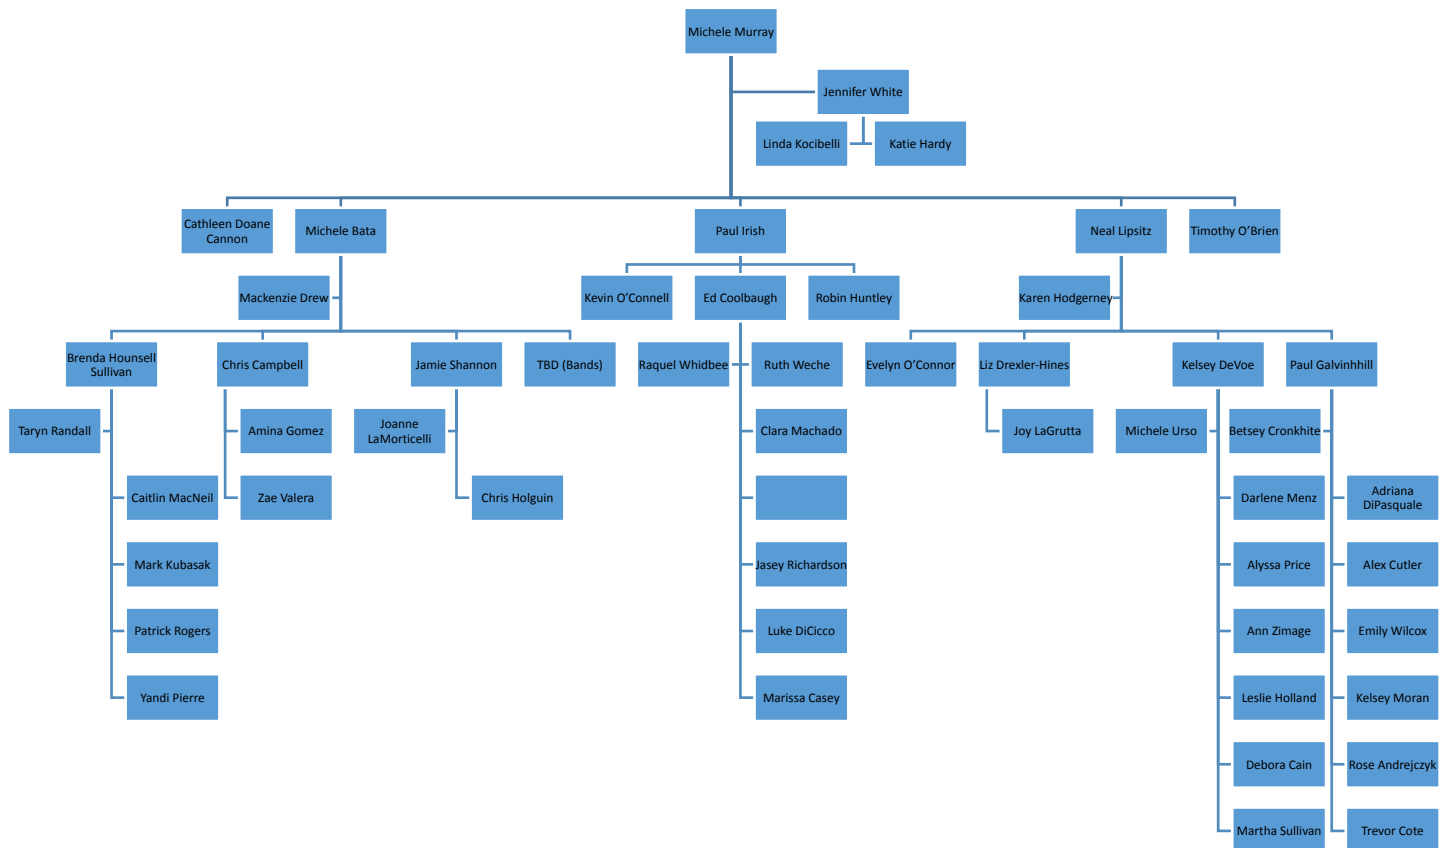 Michele Murray
Jennifer White
Linda Kocibelli
Katie Hardy
Cathleen Doane
Cannon
Michele Bata
Paul Irish
Neal Lipsitz
Timothy O’Brien
Mackenzie Drew
Kevin O’Connell
Ed Coolbaugh
Robin Huntley
Karen Hodgerney
Brenda Hounsell
Sullivan
Chris Campbell
Jamie Shannon
TBD (Bands)
Raquel Whidbee
Ruth Weche
Evelyn O’Connor
Liz Drexler-Hines
Kelsey DeVoe
Paul Galvinhhill
Taryn Randall
Amina Gomez
Joanne
LaMorticelli
Clara Machado
Joy LaGrutta
Michele Urso
Betsey Cronkhite
Caitlin MacNeil
Zae Valera
Chris Holguin
Darlene Menz
Adriana
DiPasquale
Mark Kubasak
Jasey Richardson
Alyssa Price
Alex Cutler
Patrick Rogers
Luke DiCicco
Ann Zimage
Emily Wilcox
Yandi Pierre
Marissa Casey
Leslie Holland
Kelsey Moran
Debora Cain
Rose Andrejczyk
Martha Sullivan
Trevor Cote